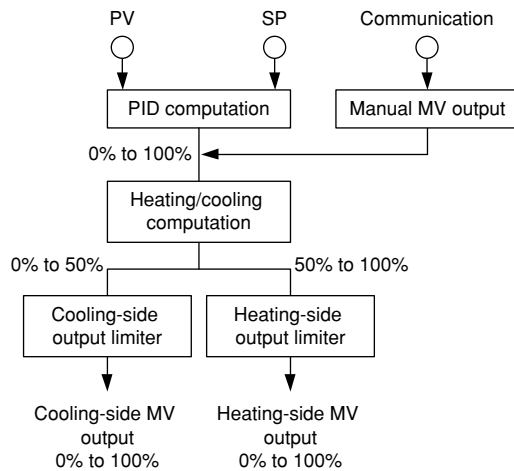 PV
SP
Communication
PID computation
Manual MV output
0% to 100%
Heating/cooling
computation
0% to 50%
50% to 100%
Cooling-side
output limiter
Heating-side
output limiter
Cooling-side MV
output
0% to 100%
Heating-side MV
output
0% to 100%